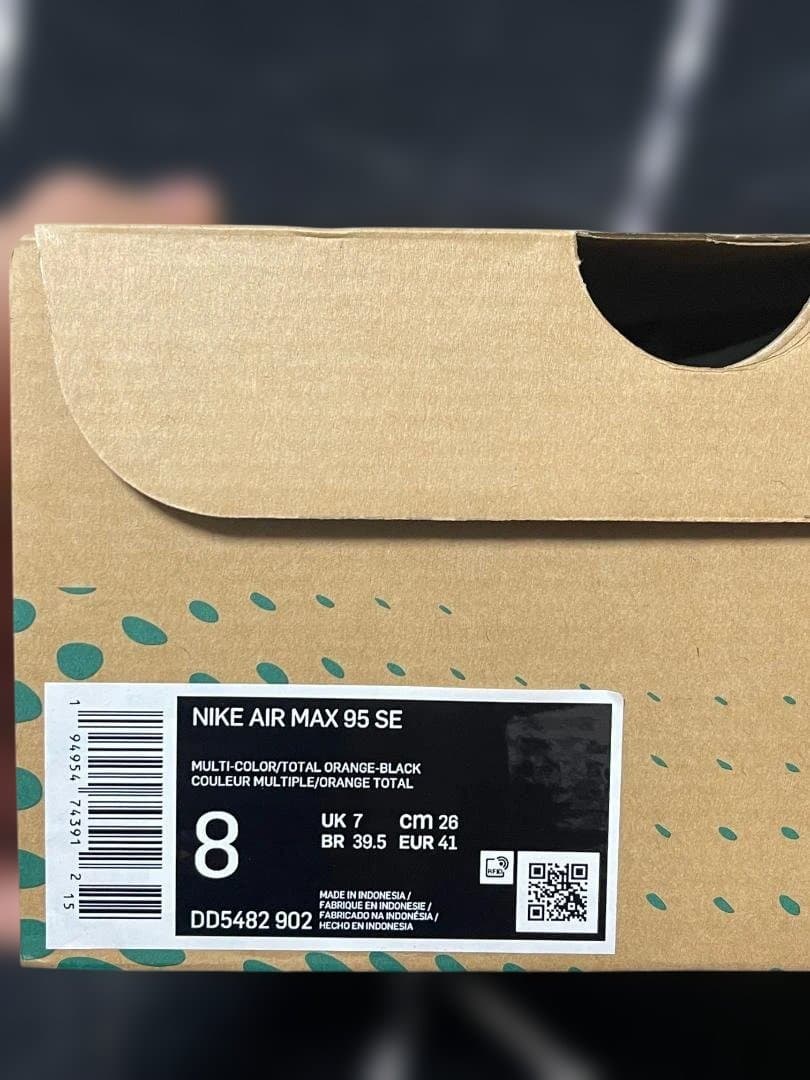 1 94954 74391 2 15
NIKE AIR MAX 95 SE
MULTI-COLOR/TOTAL ORANGE-BLACK
COULEUR MULTIPLE/ORANGE TOTAL
8
UK 7 cm 26
BR 39.5 EUR 41
RFID
DD5482 902
MADE IN INDONESIA /
FABRIQUE EN INDONESIE /
FABRICADO NA INDONÉSIA /
HECHO EN INDONESIA